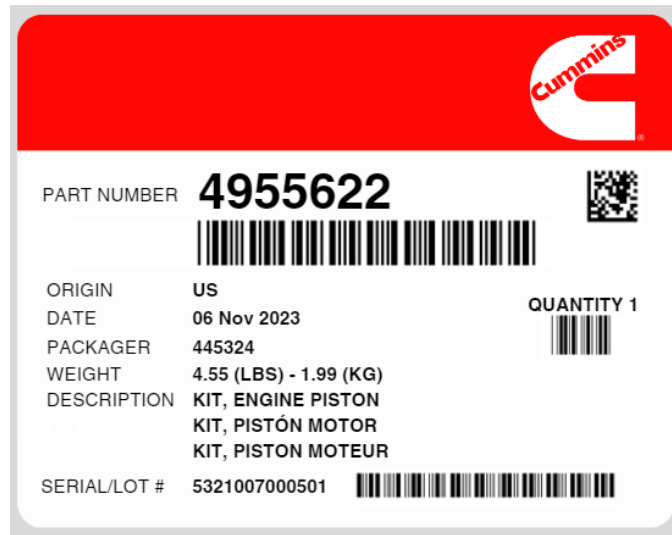 Cummins
®
PART NUMBER 4955622
ORIGIN US
DATE 06 Nov 2023
QUANTITY 1
PACKAGER 445324
WEIGHT 4.55 (LBS) - 1.99 (KG)
DESCRIPTION KIT, ENGINE PISTON
KIT, PISTÓN MOTOR
KIT, PISTON MOTEUR
SERIAL/LOT # 5321007000501